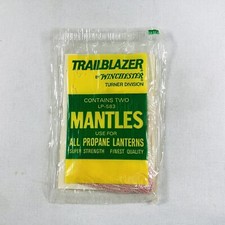 TRAILBLAZER
BY WINCHESTER
TURNER DIVISION
CONTAINS TWO
LP-583
MANTLES
USE FOR
ALL PROPANE LANTERNS
SUPER STRENGTH FINEST QUALITY